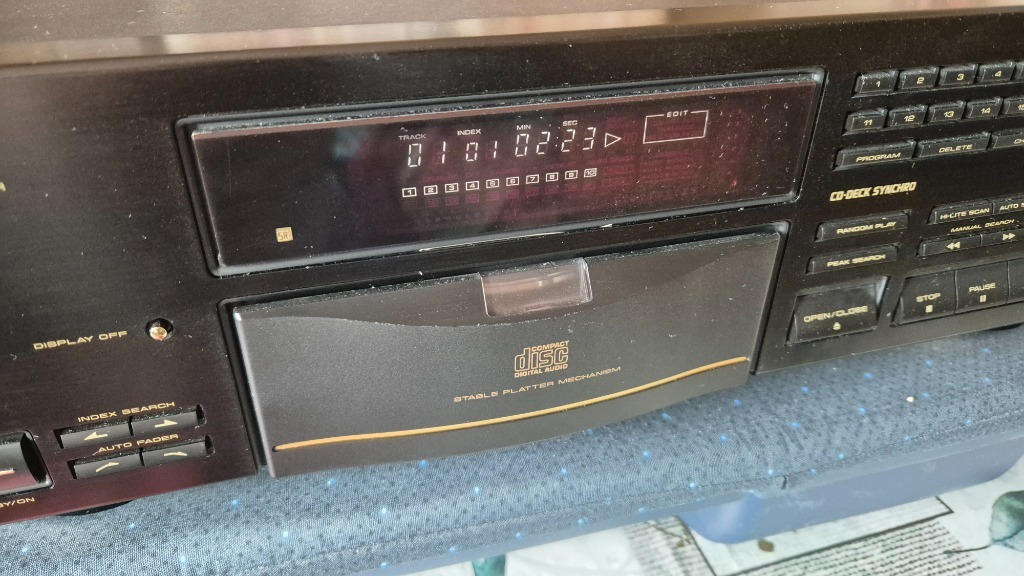 TRACK INDEX MIN SEC
01 01 02:23
EDIT
1 2 3 4 5 6 7 8 9 10
SR
DISPLAY OFF
INDEX SEARCH
AUTO FADER
Y/ON
COMPACT
disc
DIGITAL AUDIO
STABLE PLATTER MECHANISM
1 2 3 4
11 12 13 14
PROGRAM DELETE
CD-DECK SYNCHRO
RANDOM PLAY HI-LITE SCAN AUTO
MANUAL SEARCH
PEAK SEARCH
OPEN/CLOSE STOP PAUSE